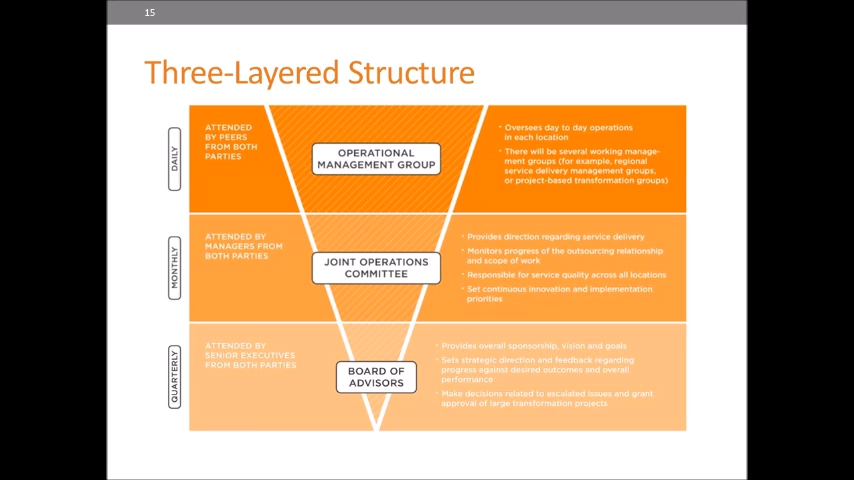 15
Three-Layered Structure
DAILY
ATTENDED
BY PEERS
FROM BOTH
PARTIES
OPERATIONAL
MANAGEMENT GROUP
• Oversees day to day operations
in each location
• There will be several working manage-
ment groups (for example, regional
service delivery management groups,
or project-based transformation groups)
MONTHLY
ATTENDED BY
MANAGERS FROM
BOTH PARTIES
JOINT OPERATIONS
COMMITTEE
• Provides direction regarding service delivery
• Monitors progress of the outsourcing relationship
and scope of work
• Responsible for service quality across all locations
• Set continuous innovation and implementation
priorities
QUARTERLY
ATTENDED BY
SENIOR EXECUTIVES
FROM BOTH PARTIES
BOARD OF
ADVISORS
• Provides overall sponsorship, vision and goals
• Sets strategic direction and feedback regarding
progress against desired outcomes and overall
performance
• Make decisions related to escalated issues and grant
approval of large transformation projects